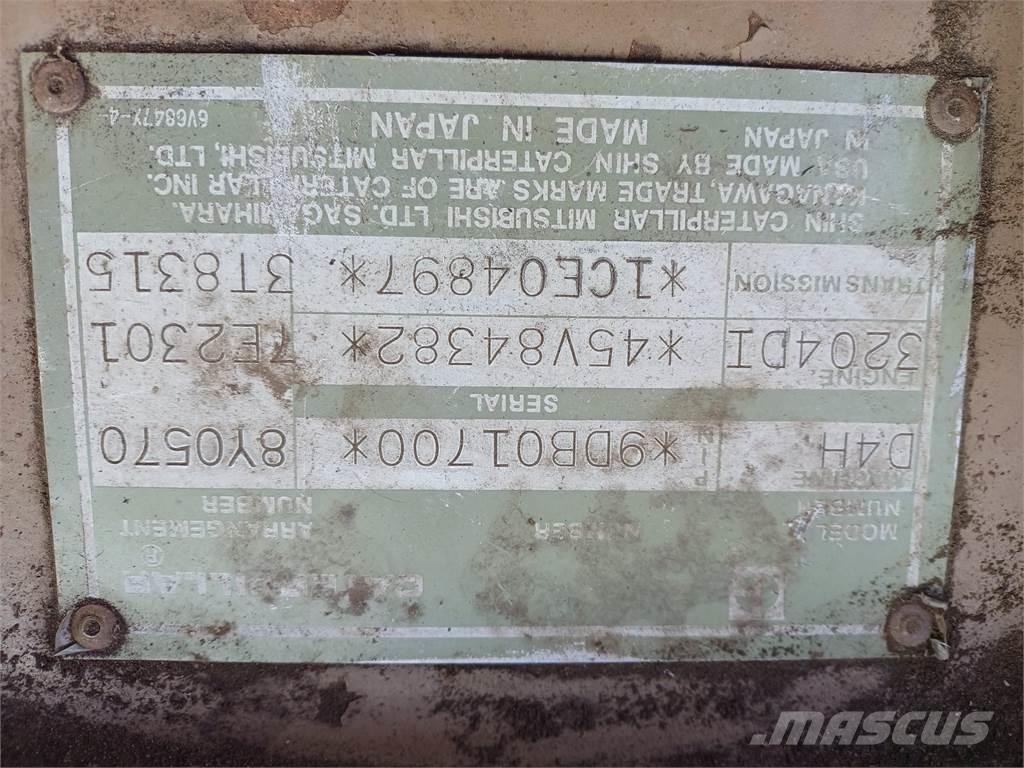 CATERPILLAR ®
MODEL NUMBER ARRANGEMENT
NUMBER NUMBER
MACHINE
D4H P I N *9DB01700* 8Y0570
SERIAL
ENGINE
3204DI *45V84382* 7E2301
TRANSMISSION *1CE04897* 3T8315
SHIN CATERPILLAR MITSUBISHI LTD. SAGAMIHARA.
KANAGAWA, TRADE MARKS ARE OF CATERPILLAR INC.
USA MADE BY SHIN CATERPILLAR MITSUBISHI, LTD.
IN JAPAN MADE IN JAPAN
MASCUS